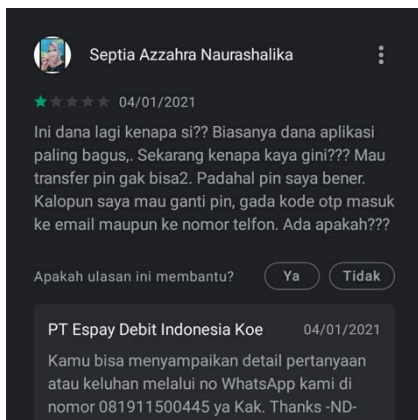 Septia Azzahra Naurashalika
04/01/2021
Ini dana lagi kenapa si?? Biasanya dana aplikasi
paling bagus,. Sekarang kenapa kaya gini??? Mau
transfer pin gak bisa2. Padahal pin saya bener.
Kalopun saya mau ganti pin, gada kode otp masuk
ke email maupun ke nomor telfon. Ada apakah???
Apakah ulasan ini membantu? Ya Tidak
PT Espay Debit Indonesia Koe 04/01/2021
Kamu bisa menyampaikan detail pertanyaan
atau keluhan melalui no WhatsApp kami di
nomor 081911500445 ya Kak. Thanks -ND-